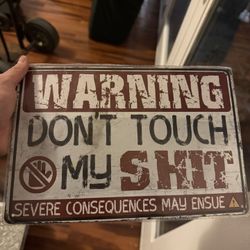 WARNING
DON'T TOUCH
MY SHIT
SEVERE CONSEQUENCES MAY ENSUE